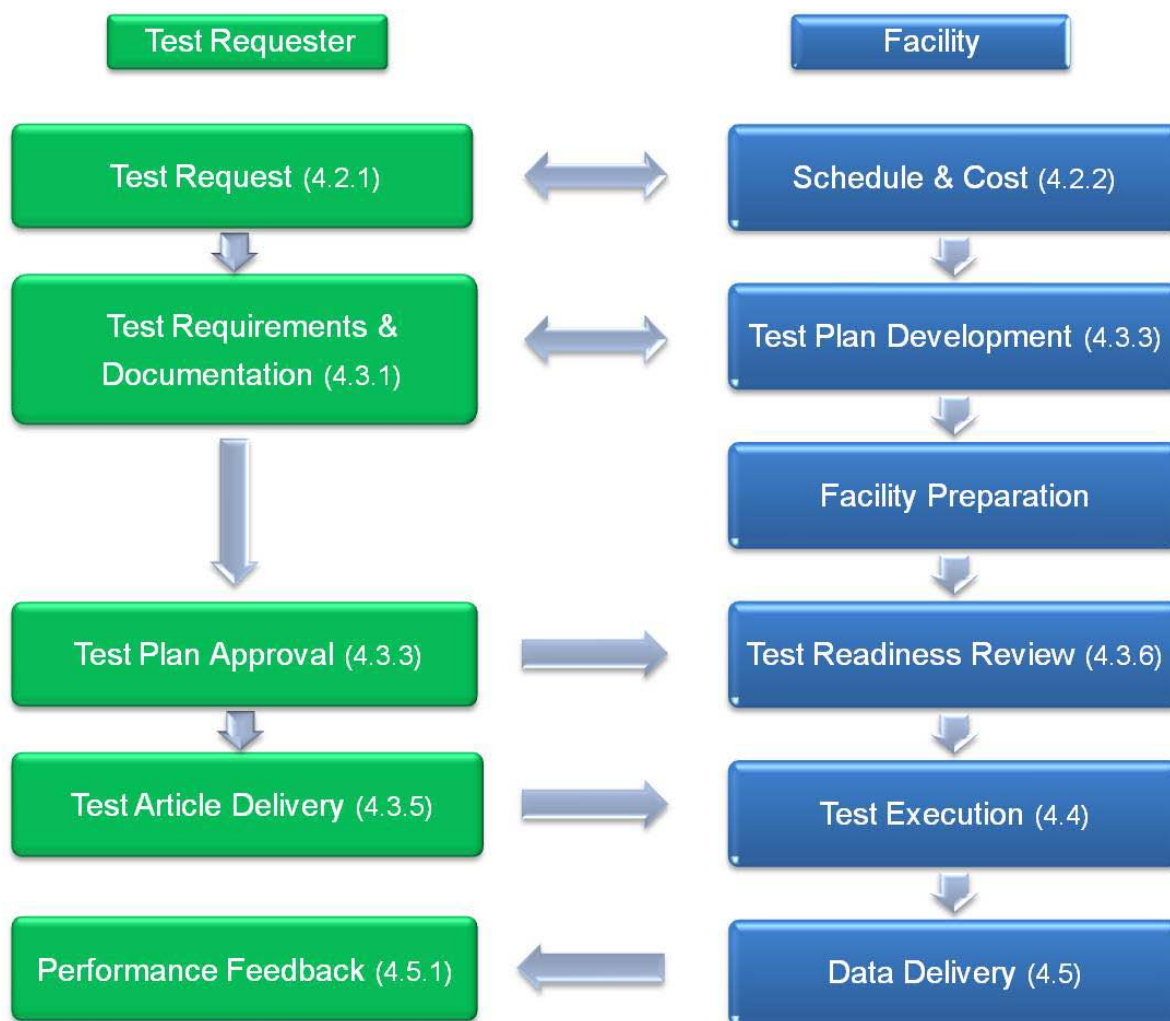 Test Requester
Facility
Test Request (4.2.1)
Schedule & Cost (4.2.2)
Test Requirements &
Documentation (4.3.1)
Test Plan Development (4.3.3)
Facility Preparation
Test Plan Approval (4.3.3)
Test Readiness Review (4.3.6)
Test Article Delivery (4.3.5)
Test Execution (4.4)
Performance Feedback (4.5.1)
Data Delivery (4.5)